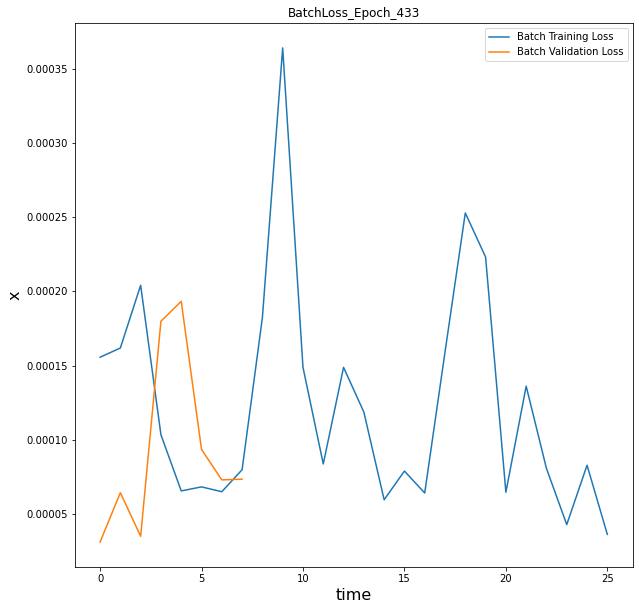 BatchLoss_Epoch_433
Batch Training Loss
Batch Validation Loss
0.00035
0.00030
0.00025
0.00020
0.00015
0.00010
0.00005
x
0 5 10 15 20 25
time